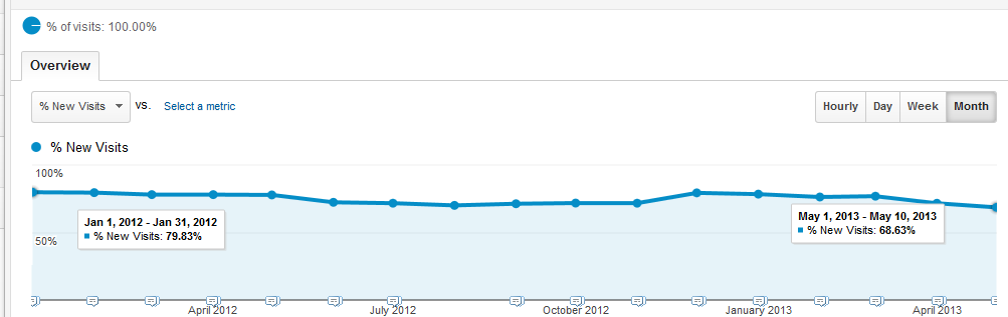 % of visits: 100.00%
Overview
% New Visits vs. Select a metric
Hourly Day Week Month
% New Visits
100%
Jan 1, 2012 - Jan 31, 2012
% New Visits: 79.83%
May 1, 2013 - May 10, 2013
% New Visits: 68.63%
50%
April 2012 July 2012 October 2012 January 2013 April 2013